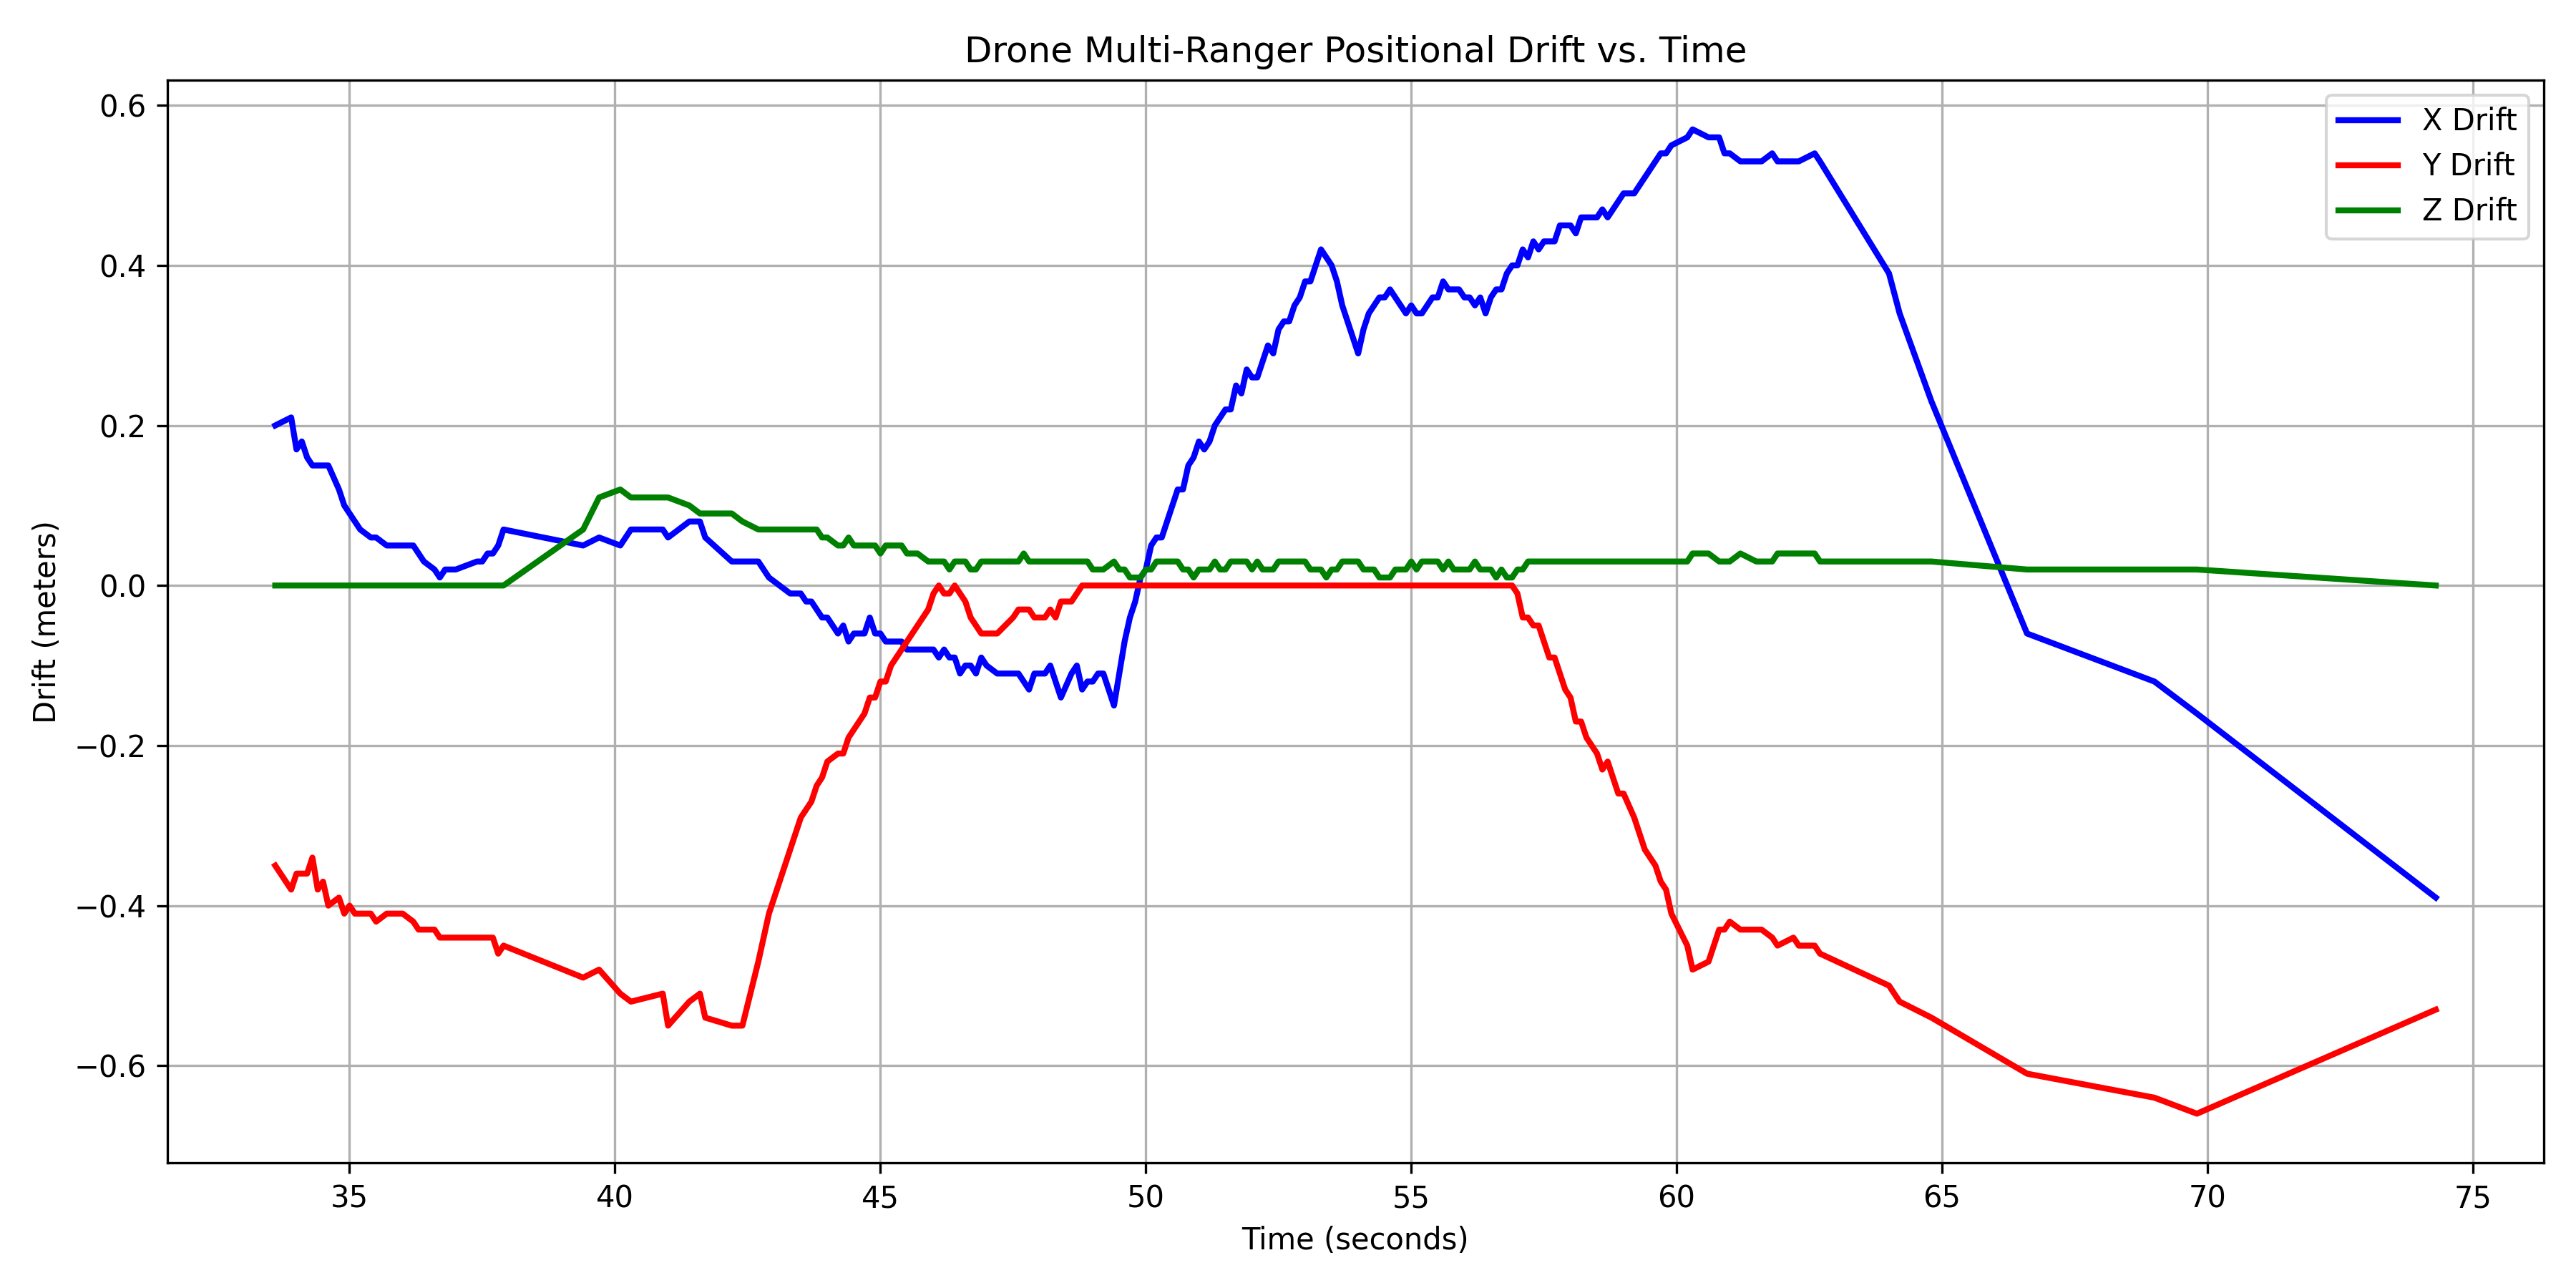 Drone Multi-Ranger Positional Drift vs. Time
X Drift
Y Drift
Z Drift
0.6
0.4
0.2
0.0
−0.2
−0.4
−0.6
Drift (meters)
35 40 45 50 55 60 65 70 75
Time (seconds)